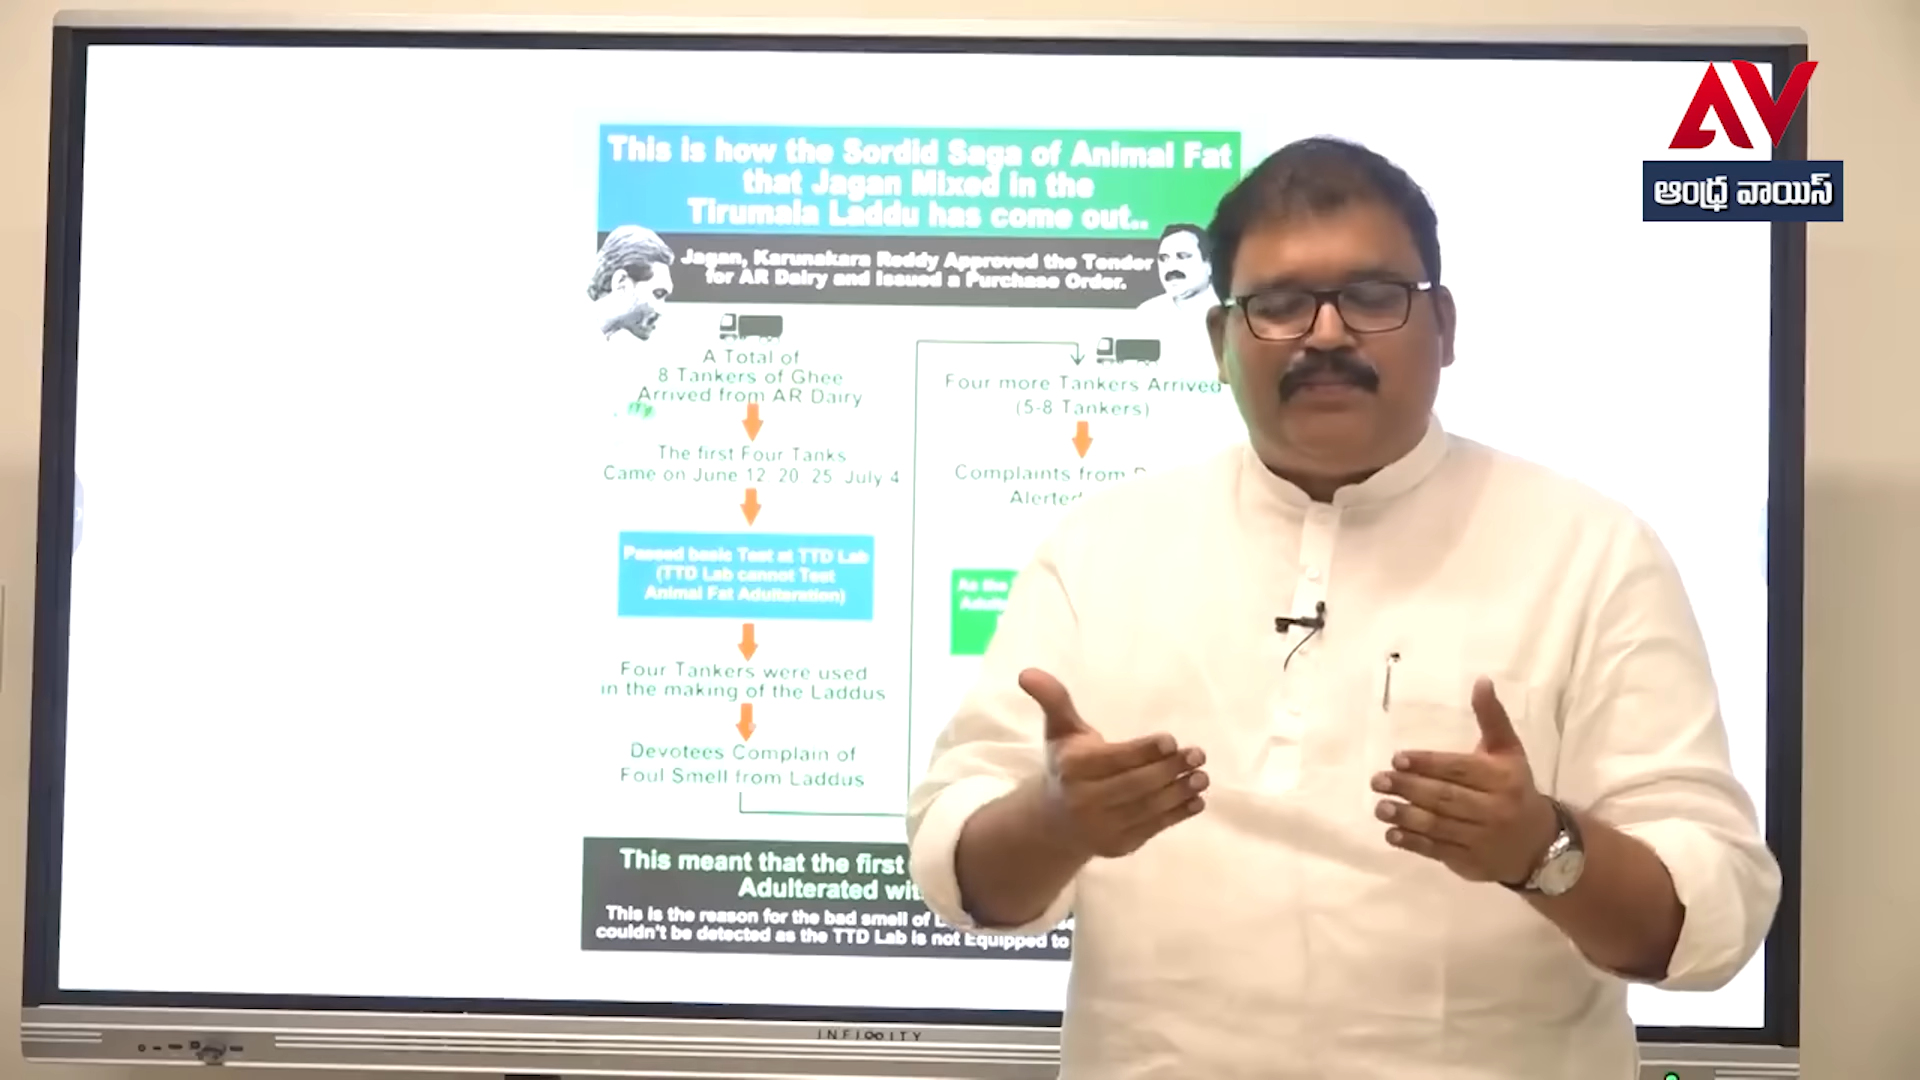 This is how the Sordid Saga of Animal Fat
that Jagan Mixed in the
Tirumala Laddu has come out..
Jagan, Karunakara Reddy Approved the Tender
for AR Dairy and Issued a Purchase Order.
A Total of
8 Tankers of Ghee
Arrived from AR Dairy
The first Four Tanks
Came on June 12 20 25 July 4
Passed basic Test at TTD Lab
(TTD Lab cannot Test
Animal Fat Adulteration)
Four Tankers were used
in the making of the Laddus
Devotees Complain of
Foul Smell from Laddus
Four more Tankers Arrived
(5-8 Tankers)
Complaints from
Alerted
As the
This meant that the first
Adulterated
This is the reason for the bad smell of
couldn't be detected as the TTD Lab is not Equipped to
INFINITY
AV
ఆంధ్ర వాయిస్